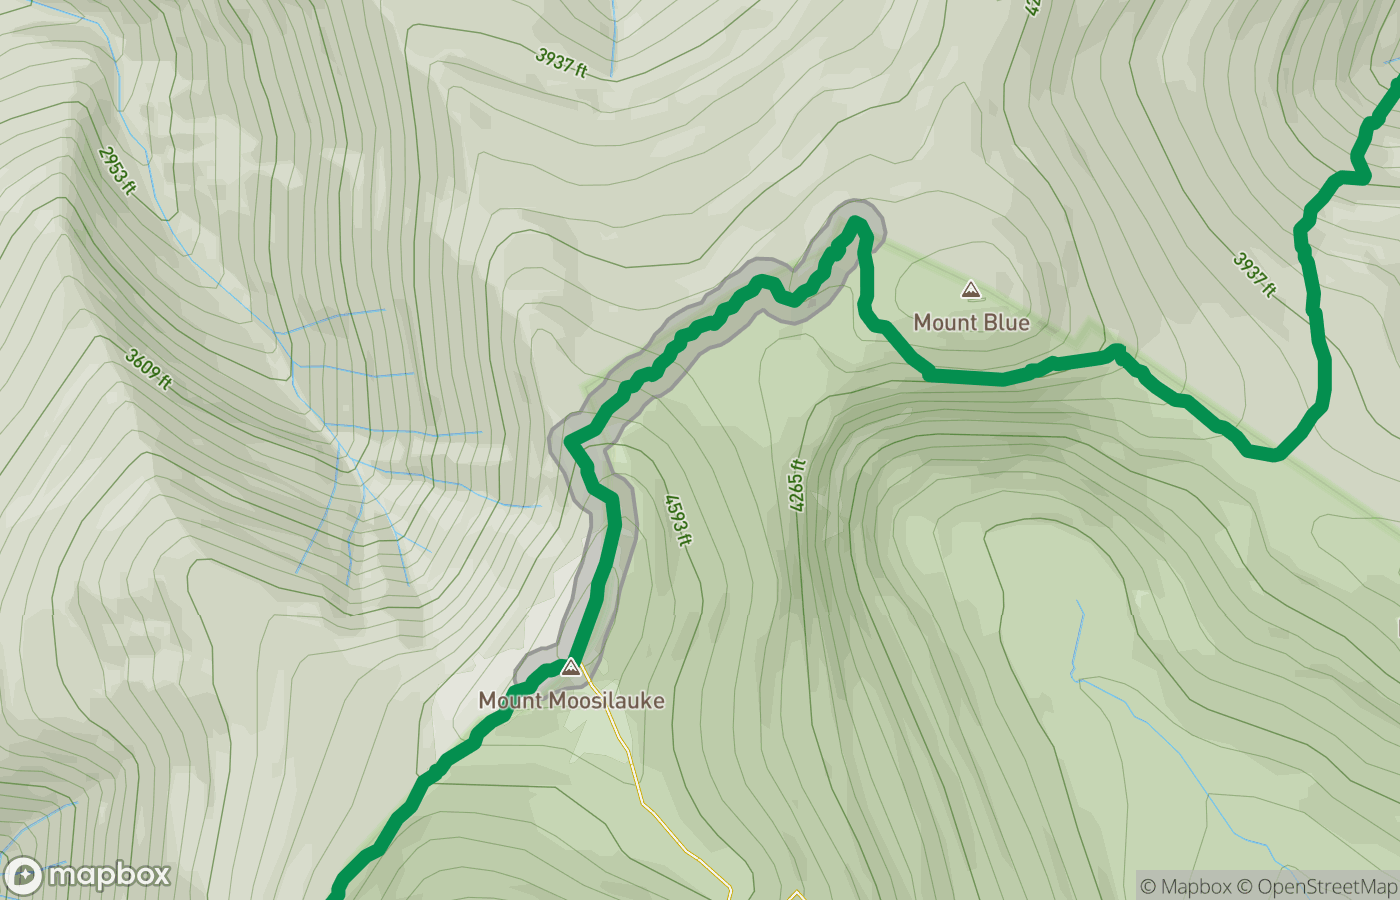 3937 ft
2953 ft
3937 ft
Mount Blue
3609 ft
4265 ft
4593 ft
Mount Moosilauke
mapbox
© Mapbox © OpenStreetMap